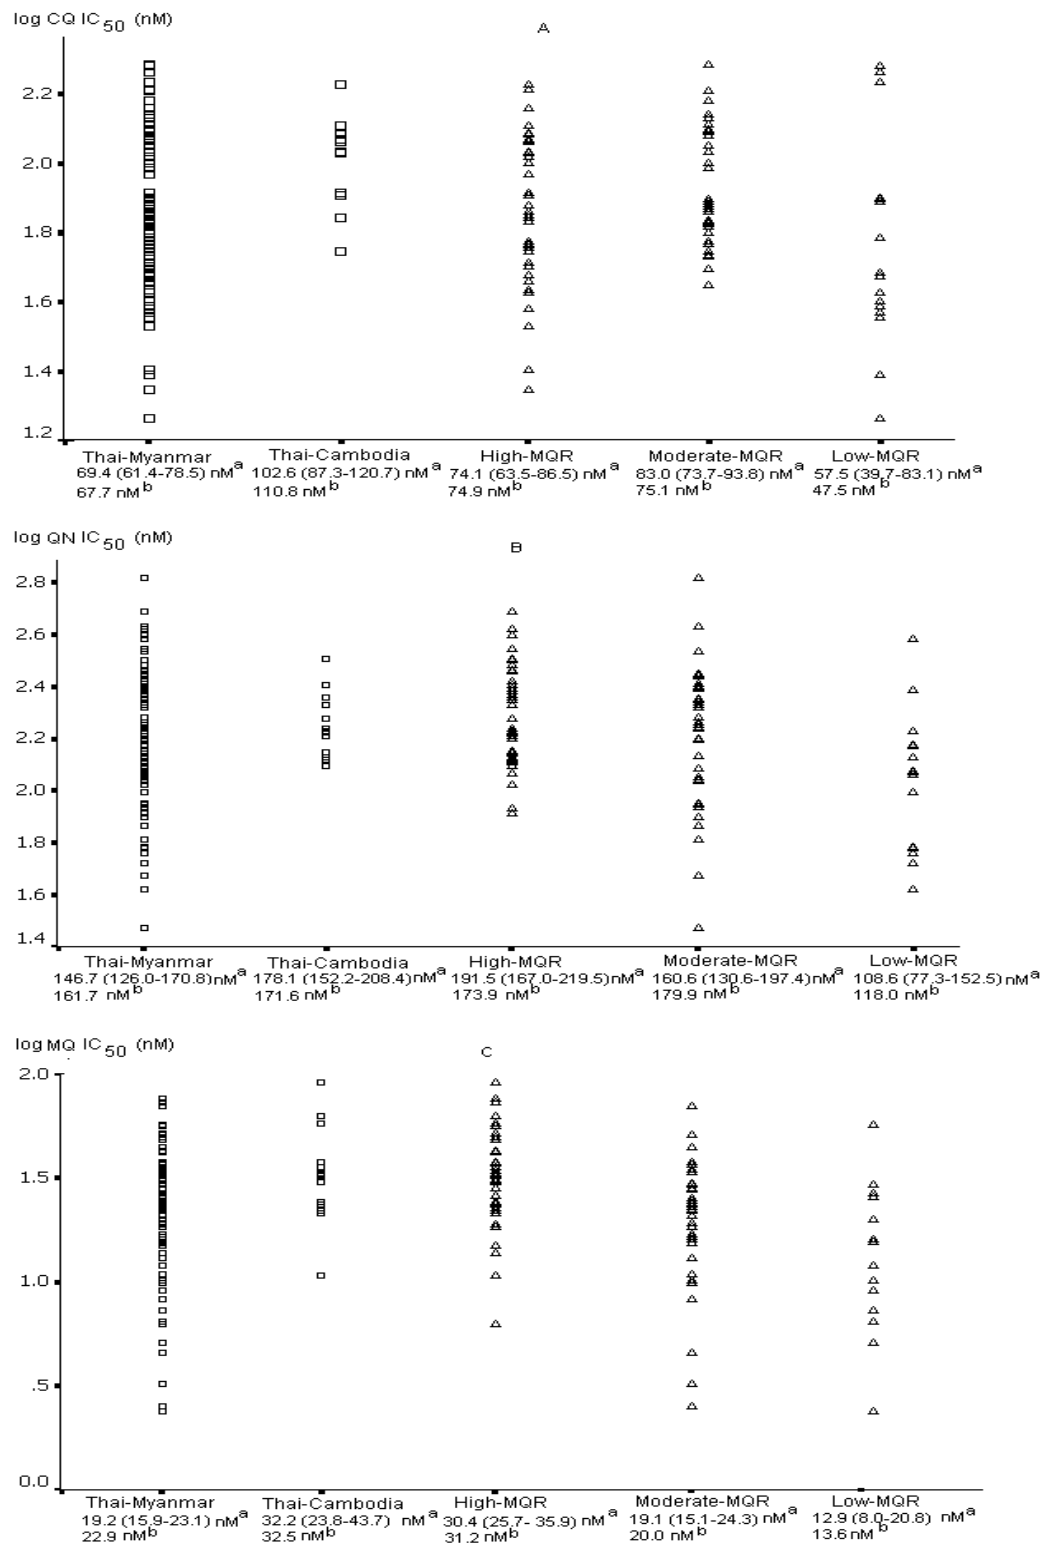 log CQ IC50 (nM)
A
2.2
2.0
1.8
1.6
1.4
1.2
Thai-Myanmar Thai-Cambodia High-MQR Moderate-MQR Low-MQR
69.4 (61.4-78.5) nMa 102.6 (87.3-120.7) nMa 74.1 (63.5-86.5) nMa 83.0 (73.7-93.8) nMa 57.5 (39.7-83.1) nMa
67.7 nMb 110.8 nMb 74.9 nMb 75.1 nMb 47.5 nMb
log QN IC50 (nM)
B
2.8
2.6
2.4
2.2
2.0
1.8
1.6
1.4
Thai-Myanmar Thai-Cambodia High-MQR Moderate-MQR Low-MQR
146.7 (126.0-170.8)nMa 178.1 (152.2-208.4)nMa 191.5 (167.0-219.5)nMa 160.6 (130.6-197.4)nMa 108.6 (77.3-152.5)nMa
161.7 nMb 171.6 nMb 173.9 nMb 179.9 nMb 118.0 nMb
log MQ IC50 (nM)
C
2.0
1.5
1.0
.5
0.0
Thai-Myanmar Thai-Cambodia High-MQR Moderate-MQR Low-MQR
19.2 (15.9-23.1) nMa 32.2 (23.8-43.7) nMa 30.4 (25.7- 35.9) nMa 19.1 (15.1-24.3) nMa 12.9 (8.0-20.8) nMa
22.9 nMb 32.5 nMb 31.2 nMb 20.0 nMb 13.6 nMb